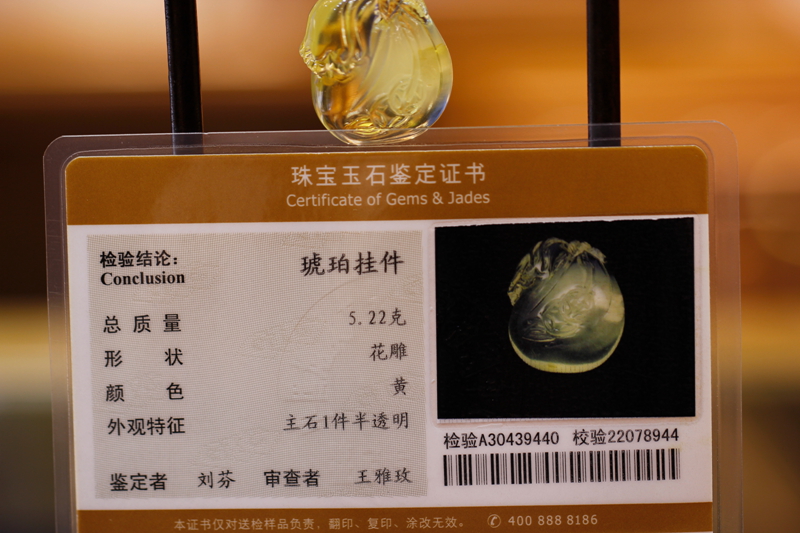 珠宝玉石鉴定证书
Certificate of Gems & Jades
检验结论: 琥珀挂件
Conclusion
总质量 5.22克
形状 花雕
颜色 黄
外观特征 主石1件半透明
鉴定者 刘芬 审查者 王雅玫
检验A30439440 校验22078944
本证书仅对送检样品负责,翻印、复印、涂改无效。 ✆ 400 888 8186